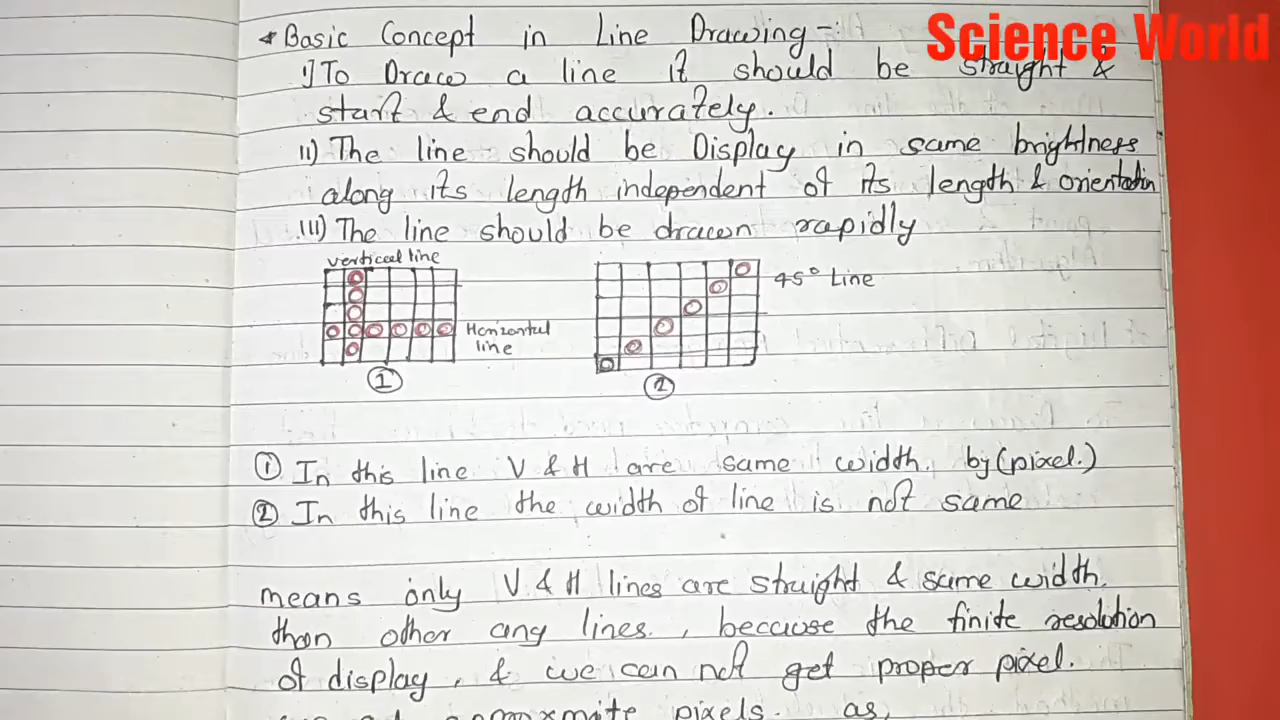 Science World
* Basic Concept in Line Drawing -:
i] To Draw a line it should be straight &
start & end accurately.
ii) The line should be Display in same brightness
along its length independent of its length & orientation
iii) The line should be drawn rapidly
vertical line
45° Line
Horizontal
line
1
2
① In this line V & H are same width. by (pixel.)
② In this line the width of line is not same
means only V & H lines are straight & same width.
than other any lines. , because the finite resolution
of display, & we can not get proper pixel.
pixels. as,